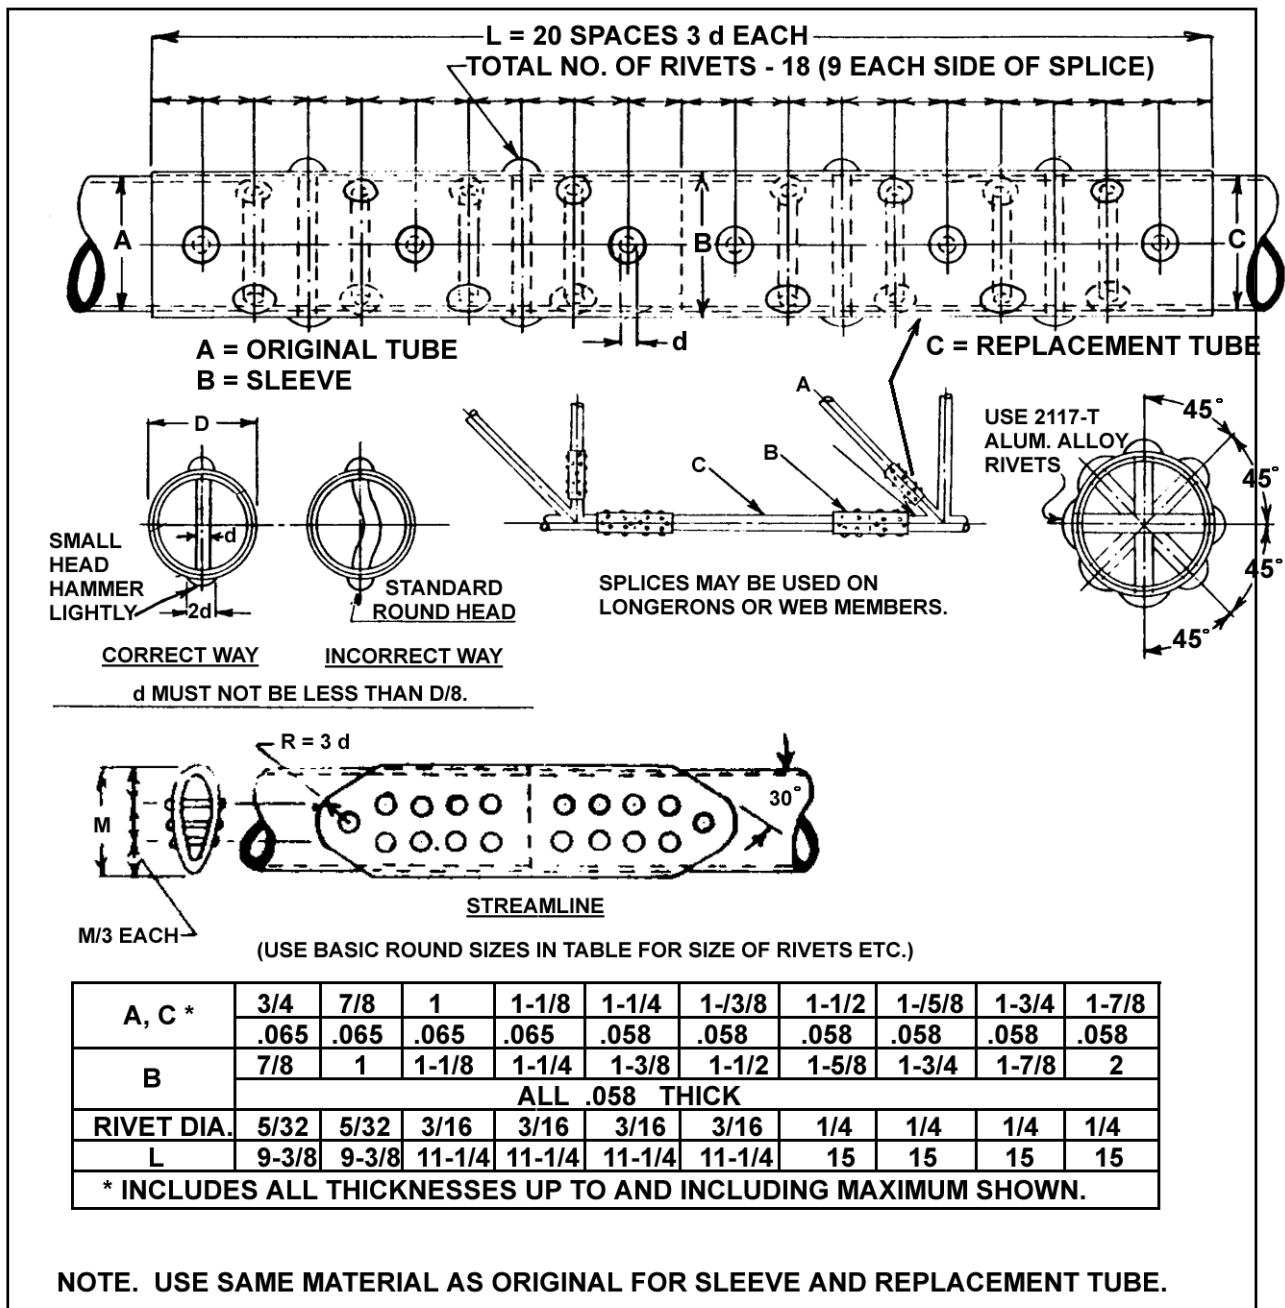 L = 20 SPACES 3 d EACH
TOTAL NO. OF RIVETS - 18 (9 EACH SIDE OF SPLICE)
A
B
C
d
A = ORIGINAL TUBE
B = SLEEVE
C = REPLACEMENT TUBE
D
d
SMALL
HEAD
HAMMER
LIGHTLY
2d
STANDARD
ROUND HEAD
CORRECT WAY
INCORRECT WAY
d MUST NOT BE LESS THAN D/8.
A
B
C
SPLICES MAY BE USED ON
LONGERONS OR WEB MEMBERS.
USE 2117-T
ALUM. ALLOY
RIVETS
45°
45°
45°
45°
R = 3 d
M
30°
M/3 EACH
STREAMLINE
(USE BASIC ROUND SIZES IN TABLE FOR SIZE OF RIVETS ETC.)
A, C * 3/4 7/8 1 1-1/8 1-1/4 1-/3/8 1-1/2 1-/5/8 1-3/4 1-7/8
.065 .065 .065 .065 .058 .058 .058 .058 .058 .058
B 7/8 1 1-1/8 1-1/4 1-3/8 1-1/2 1-5/8 1-3/4 1-7/8 2
ALL .058 THICK
RIVET DIA. 5/32 5/32 3/16 3/16 3/16 3/16 1/4 1/4 1/4 1/4
L 9-3/8 9-3/8 11-1/4 11-1/4 11-1/4 11-1/4 15 15 15 15
* INCLUDES ALL THICKNESSES UP TO AND INCLUDING MAXIMUM SHOWN.
NOTE. USE SAME MATERIAL AS ORIGINAL FOR SLEEVE AND REPLACEMENT TUBE.